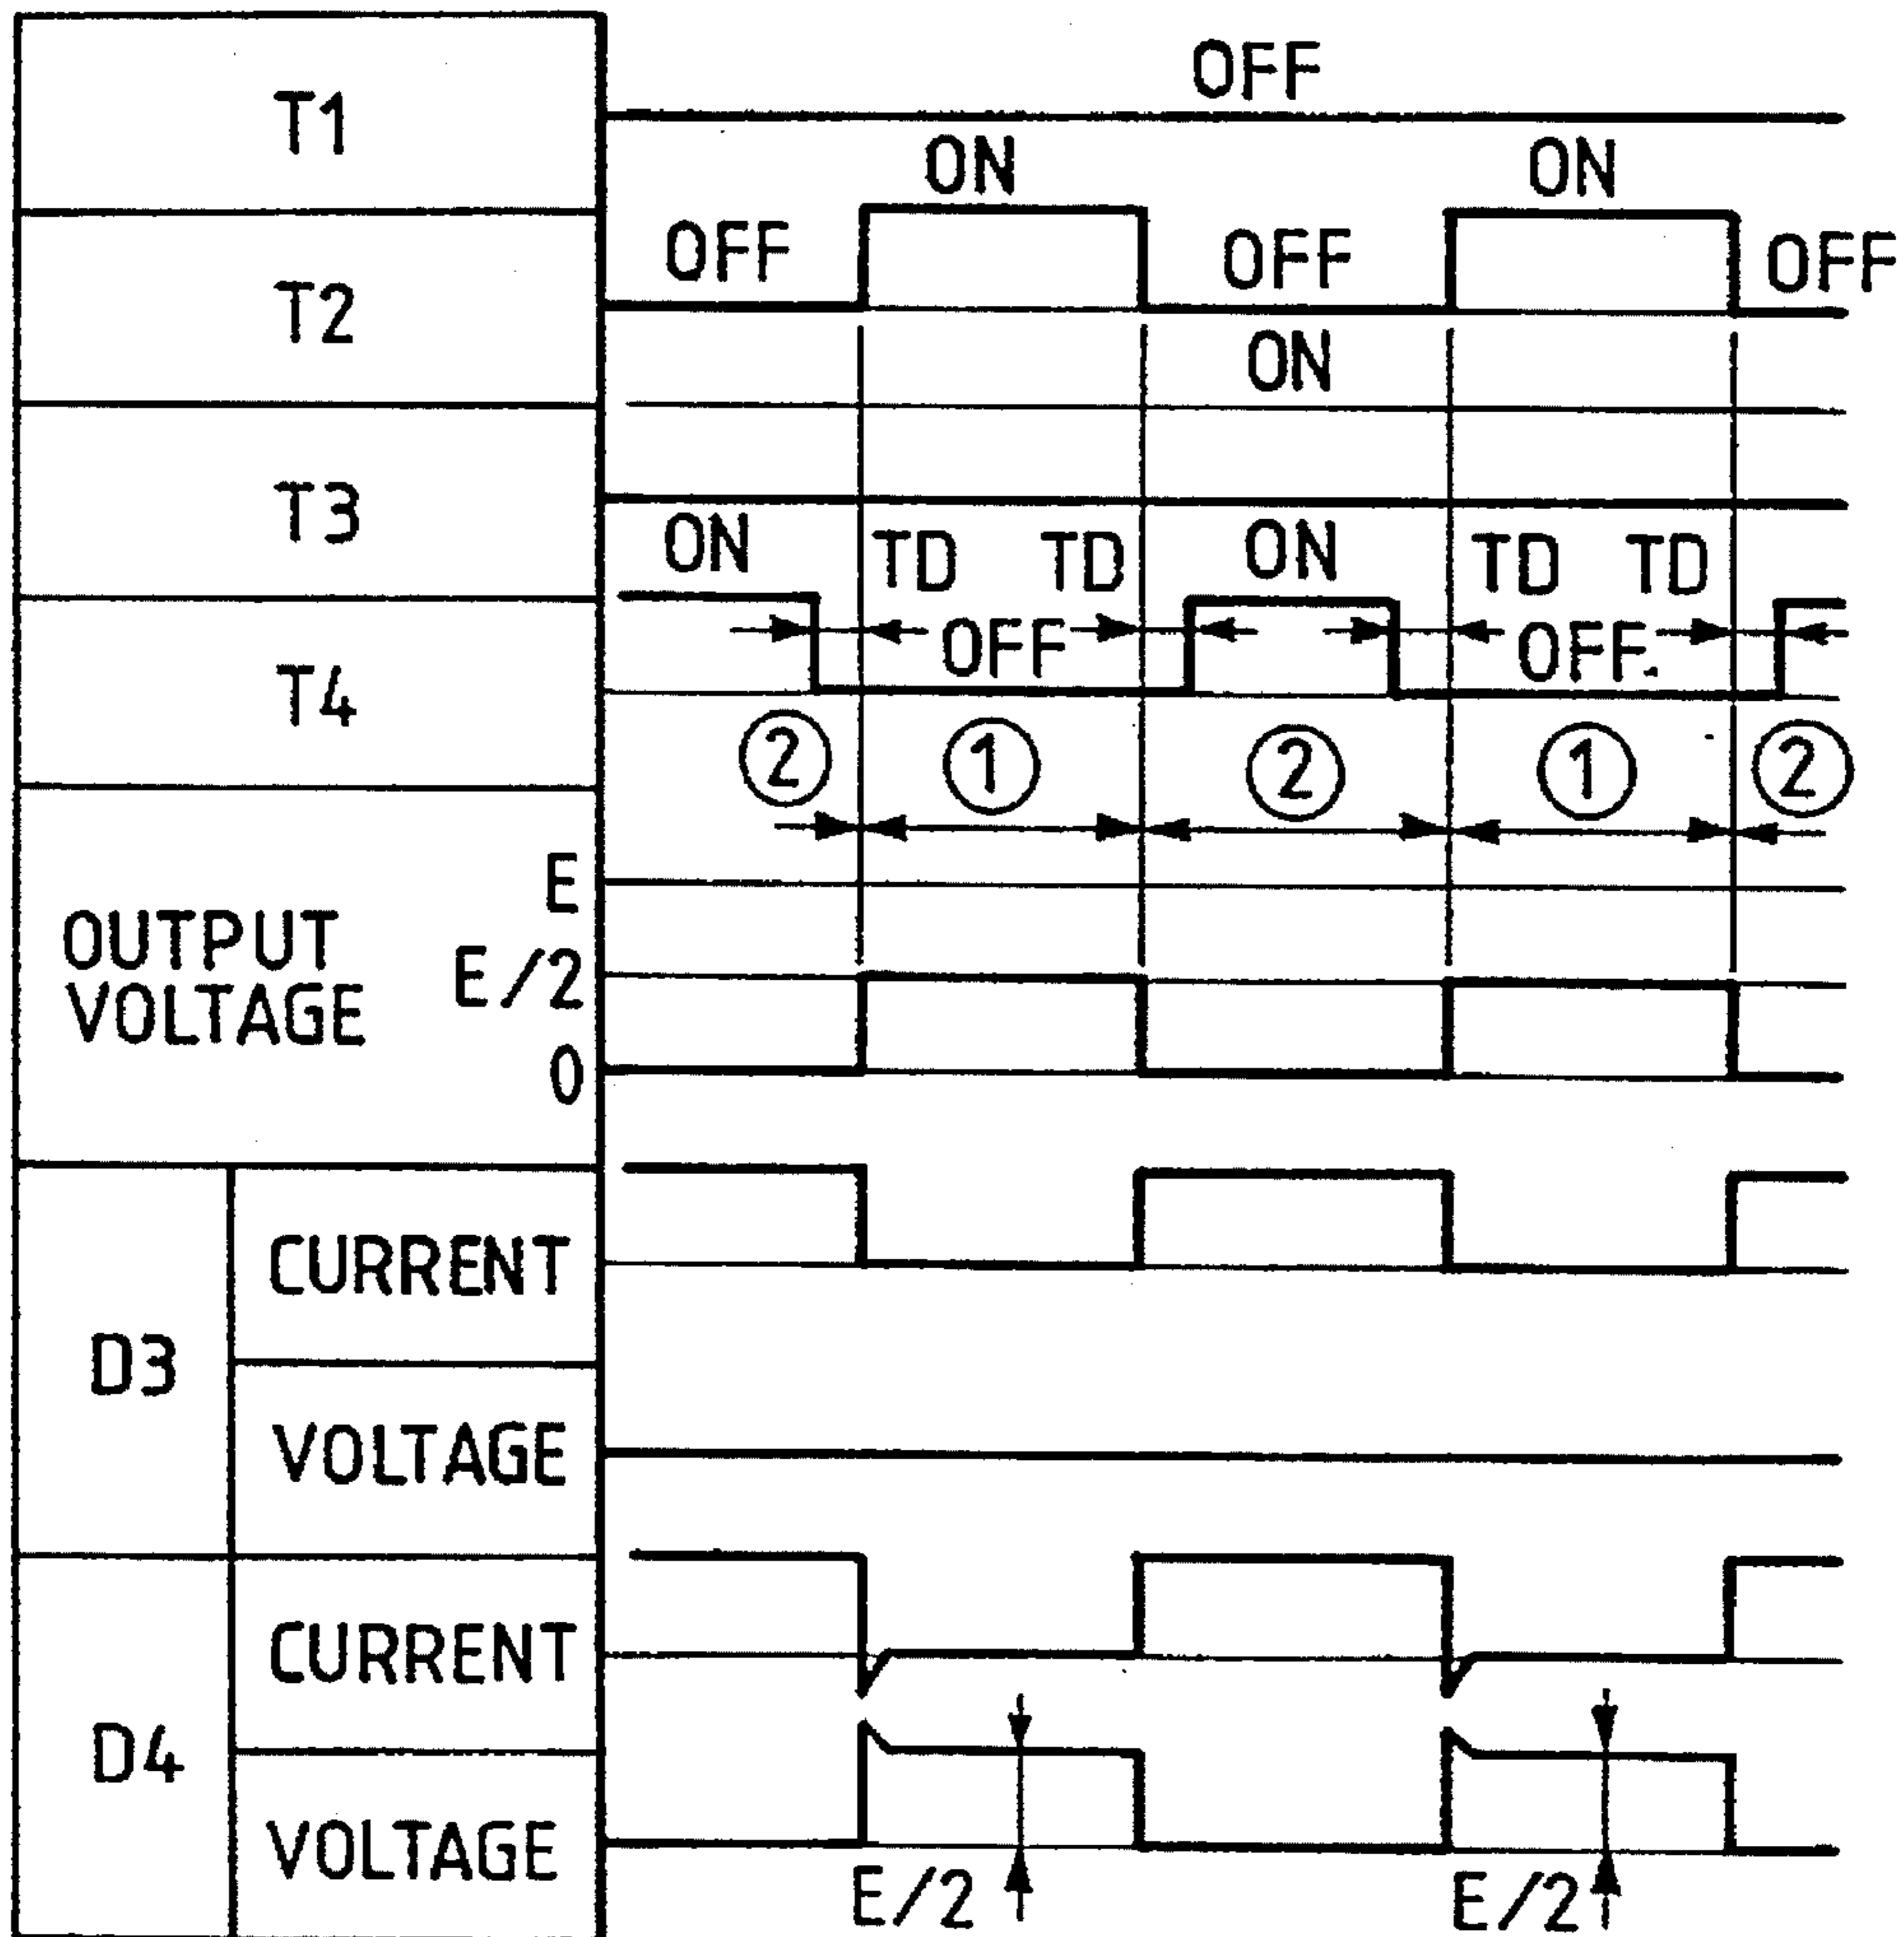 T1
OFF
ON ON
T2
OFF OFF OFF
ON
T3
ON TD TD ON TD TD
T4
OFF OFF
② ① ② ① ②
OUTPUT
VOLTAGE
E
E/2
0
D3
CURRENT
VOLTAGE
D4
CURRENT
VOLTAGE
E/2 E/2